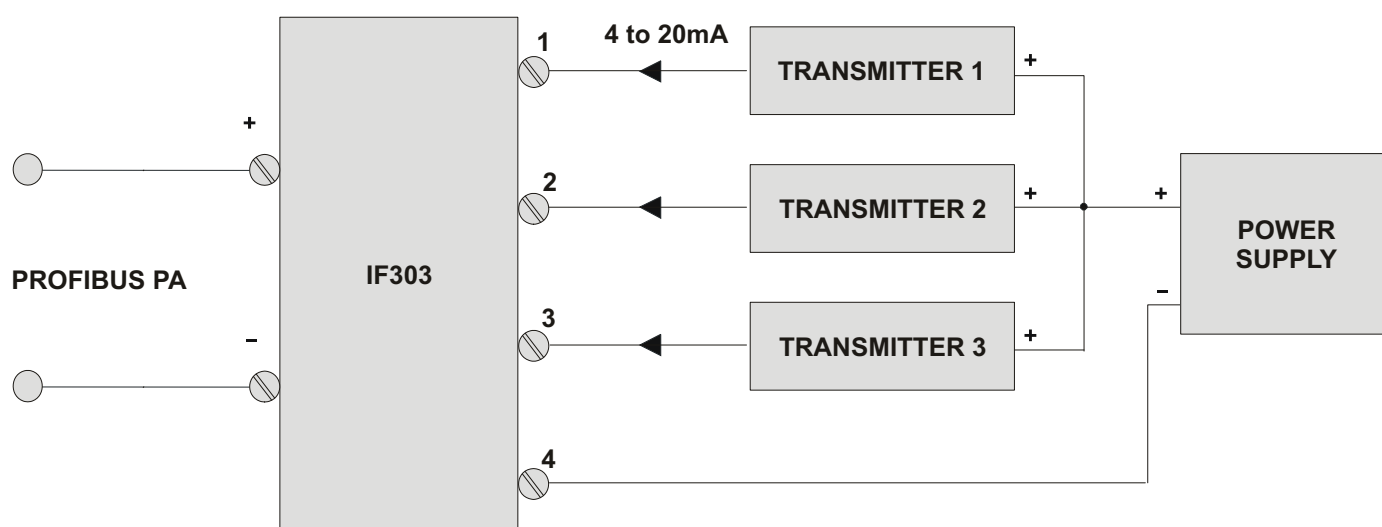 1
4 to 20mA
TRANSMITTER 1
+
+
2
TRANSMITTER 2
+
+
POWER
SUPPLY
PROFIBUS PA
IF303
-
-
3
TRANSMITTER 3
+
4